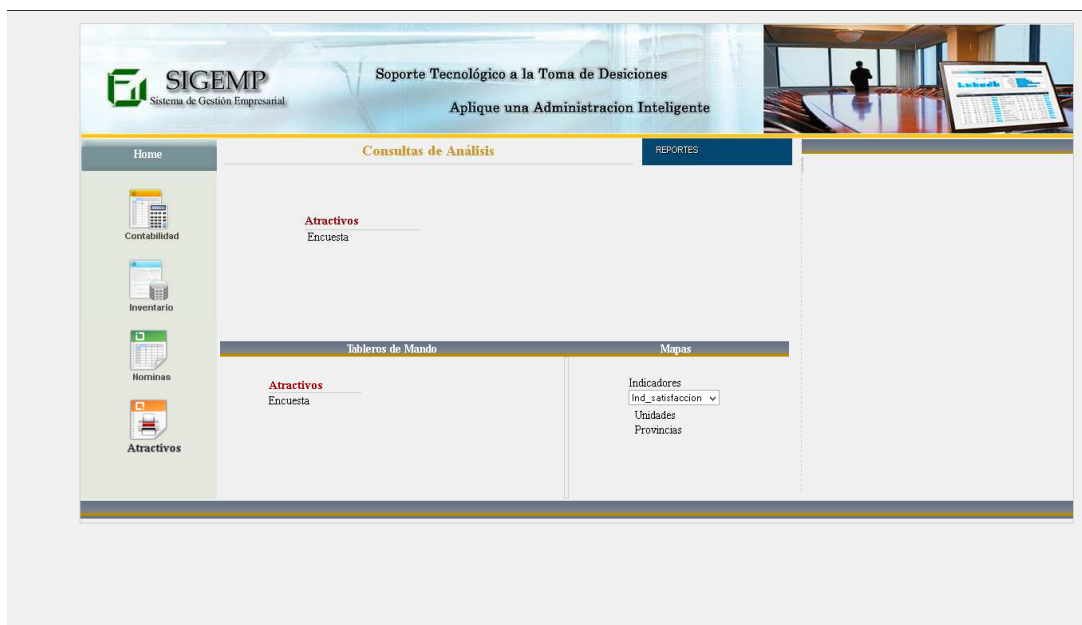 SIGEMP
Sistema de Gestión Empresarial
Soporte Tecnológico a la Toma de Desiciones
Aplique una Administracion Inteligente
Home
Consultas de Análisis
REPORTES
Contabilidad
Inventario
Nominas
Atractivos
Atractivos
Encuesta
Tableros de Mando
Mapas
Atractivos
Encuesta
Indicadores
Ind_satisfaccion
Unidades
Provincias